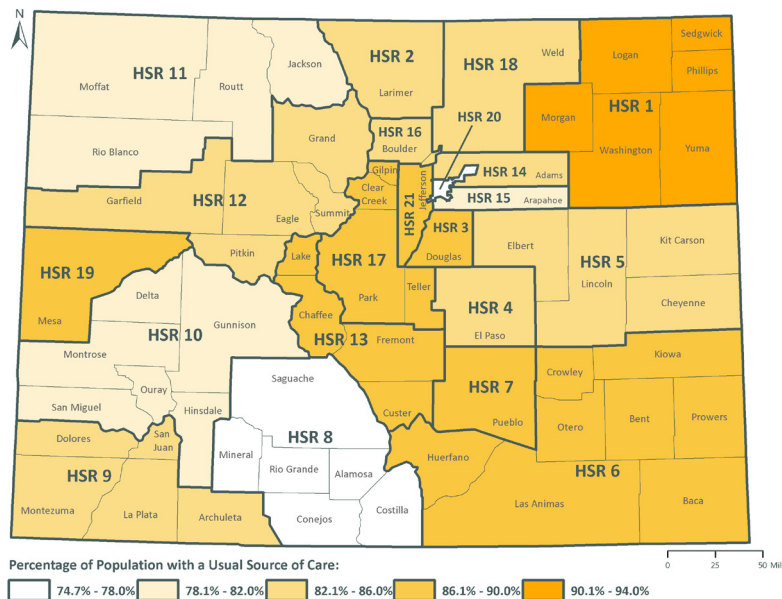 N
HSR 11
Moffat
Routt
Jackson
Rio Blanco
HSR 2
Larimer
HSR 18
Weld
HSR 1
Logan
Sedgwick
Phillips
Morgan
Washington
Yuma
HSR 20
HSR 16
Boulder
Grand
Gilpin
Clear
Creek
HSR 21
Jefferson
HSR 14
Adams
HSR 15
Arapahoe
HSR 12
Garfield
Eagle
Summit
Pitkin
HSR 19
Mesa
Lake
HSR 17
Park
Teller
HSR 3
Douglas
Elbert
HSR 5
Lincoln
Kit Carson
Cheyenne
HSR 10
Delta
Gunnison
Montrose
Ouray
San Miguel
Hinsdale
Chaffee
HSR 13
Fremont
Custer
HSR 4
El Paso
HSR 7
Pueblo
Crowley
Kiowa
Otero
Bent
Prowers
HSR 8
Saguache
Mineral
Rio Grande
Alamosa
Conejos
Costilla
HSR 9
Dolores
San
Juan
Montezuma
La Plata
Archuleta
HSR 6
Huerfano
Las Animas
Baca
0 25 50 Mil
Percentage of Population with a Usual Source of Care:
74.7% - 78.0% 78.1% - 82.0% 82.1% - 86.0% 86.1% - 90.0% 90.1% - 94.0%